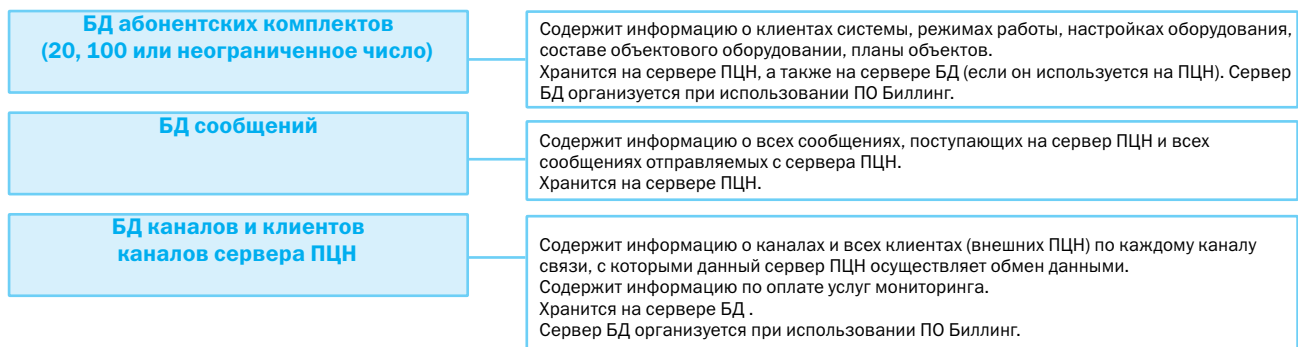 БД абонентских комплектов
(20, 100 или неограниченное число)
Содержит информацию о клиентах системы, режимах работы, настройках оборудования,
составе объектового оборудовании, планы объектов.
Хранится на сервере ПЦН, а также на сервере БД (если он используется на ПЦН). Сервер
БД организуется при использовании ПО Биллинг.
БД сообщений
Содержит информацию о всех сообщениях, поступающих на сервер ПЦН и всех
сообщениях отправляемых с сервера ПЦН.
Хранится на сервере ПЦН.
БД каналов и клиентов
каналов сервера ПЦН
Содержит информацию о каналах и всех клиентах (внешних ПЦН) по каждому каналу
связи, с которыми данный сервер ПЦН осуществляет обмен данными.
Содержит информацию по оплате услуг мониторинга.
Хранится на сервере БД .
Сервер БД организуется при использовании ПО Биллинг.